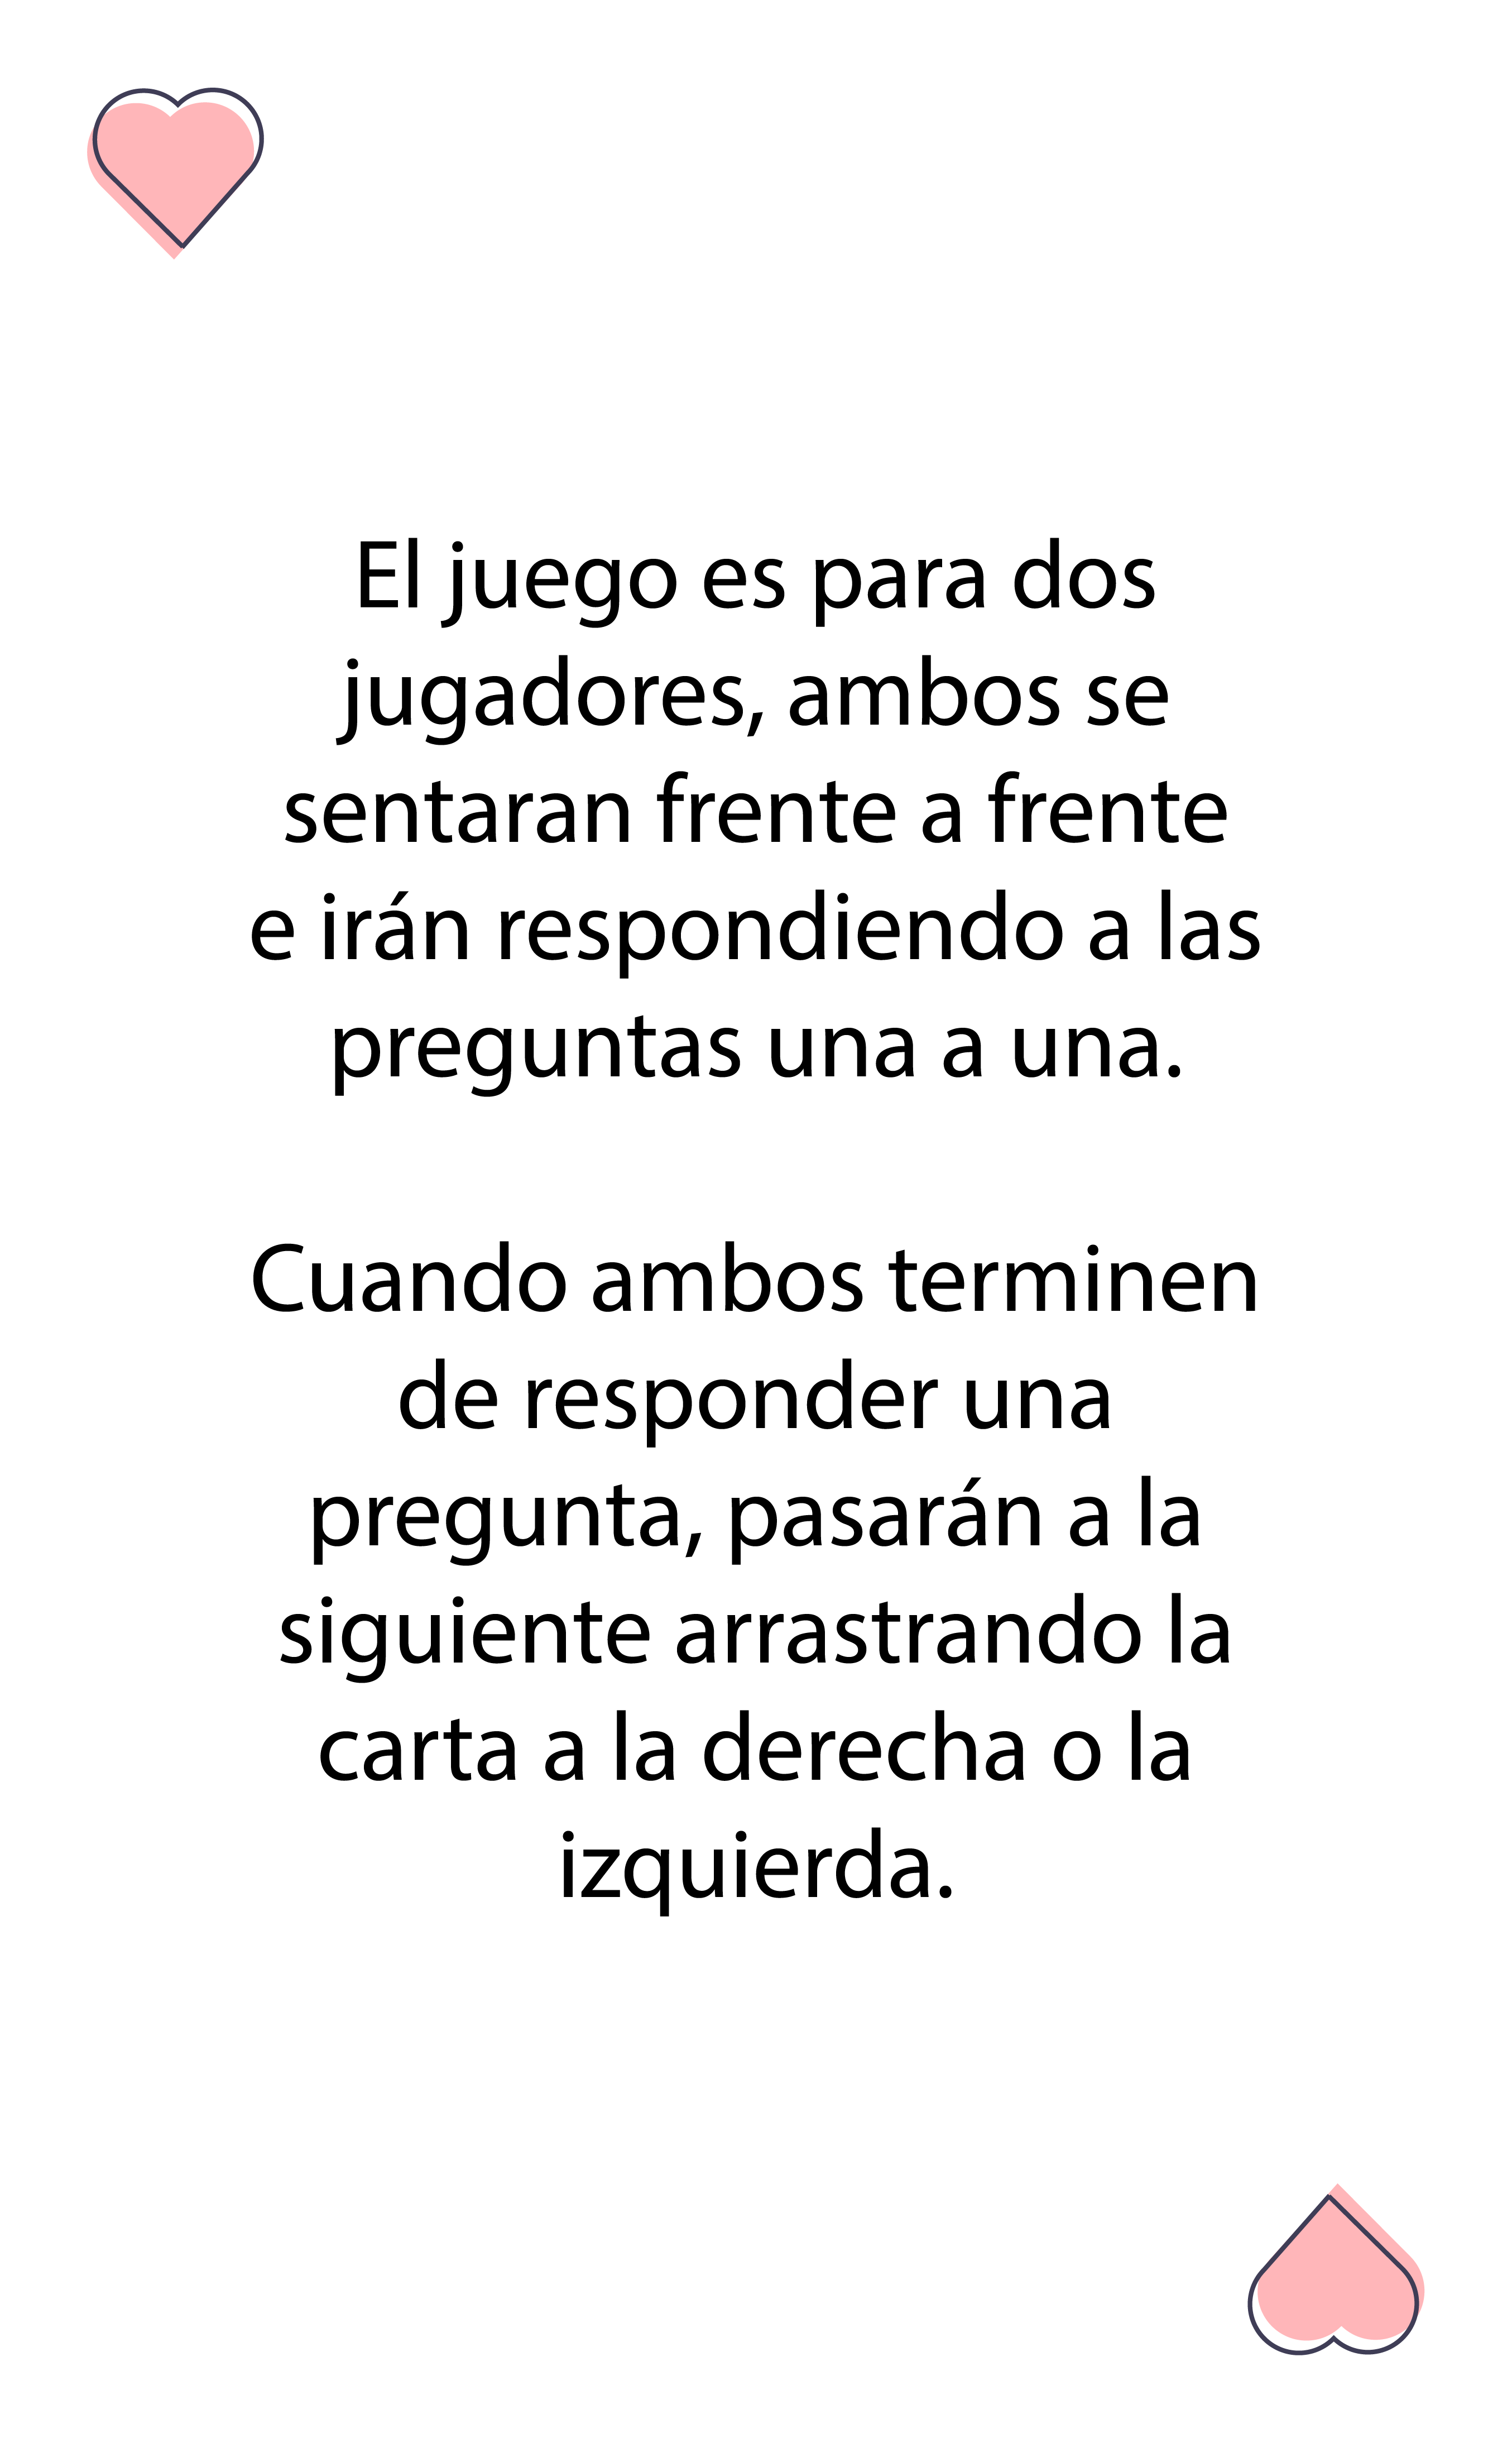 El juego es para dos
jugadores, ambos se
sentaran frente a frente
e irán respondiendo a las
preguntas una a una.
Cuando ambos terminen
de responder una
pregunta, pasarán a la
siguiente arrastrando la
carta a la derecha o la
izquierda.